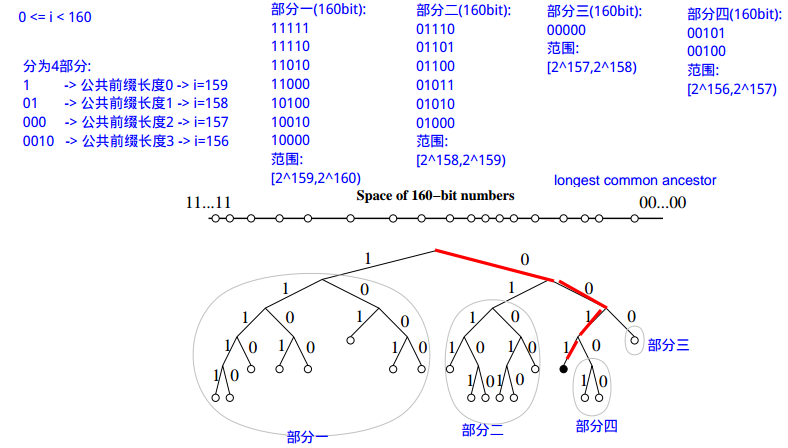 0 <= i < 160
分为4部分:
1 -> 公共前缀长度0 -> i=159
01 -> 公共前缀长度1 -> i=158
000 -> 公共前缀长度2 -> i=157
0010 -> 公共前缀长度3 -> i=156
部分一(160bit):
11111
11110
11010
11000
10100
10010
10000
范围:
[2^159,2^160)
部分二(160bit):
01110
01101
01100
01011
01010
01000
范围:
[2^158,2^159)
部分三(160bit):
00000
范围:
[2^157,2^158)
部分四(160bit):
00101
00100
范围:
[2^156,2^157)
longest common ancestor
11...11
Space of 160−bit numbers
00...00
1 0
1 0 1 0
1 0 1 0 1 0 1 0
1 0 1 0 1 0 1 0 1 0 1 0
部分三
1 0 1 0 1 0 1 0
部分一
部分二
部分四